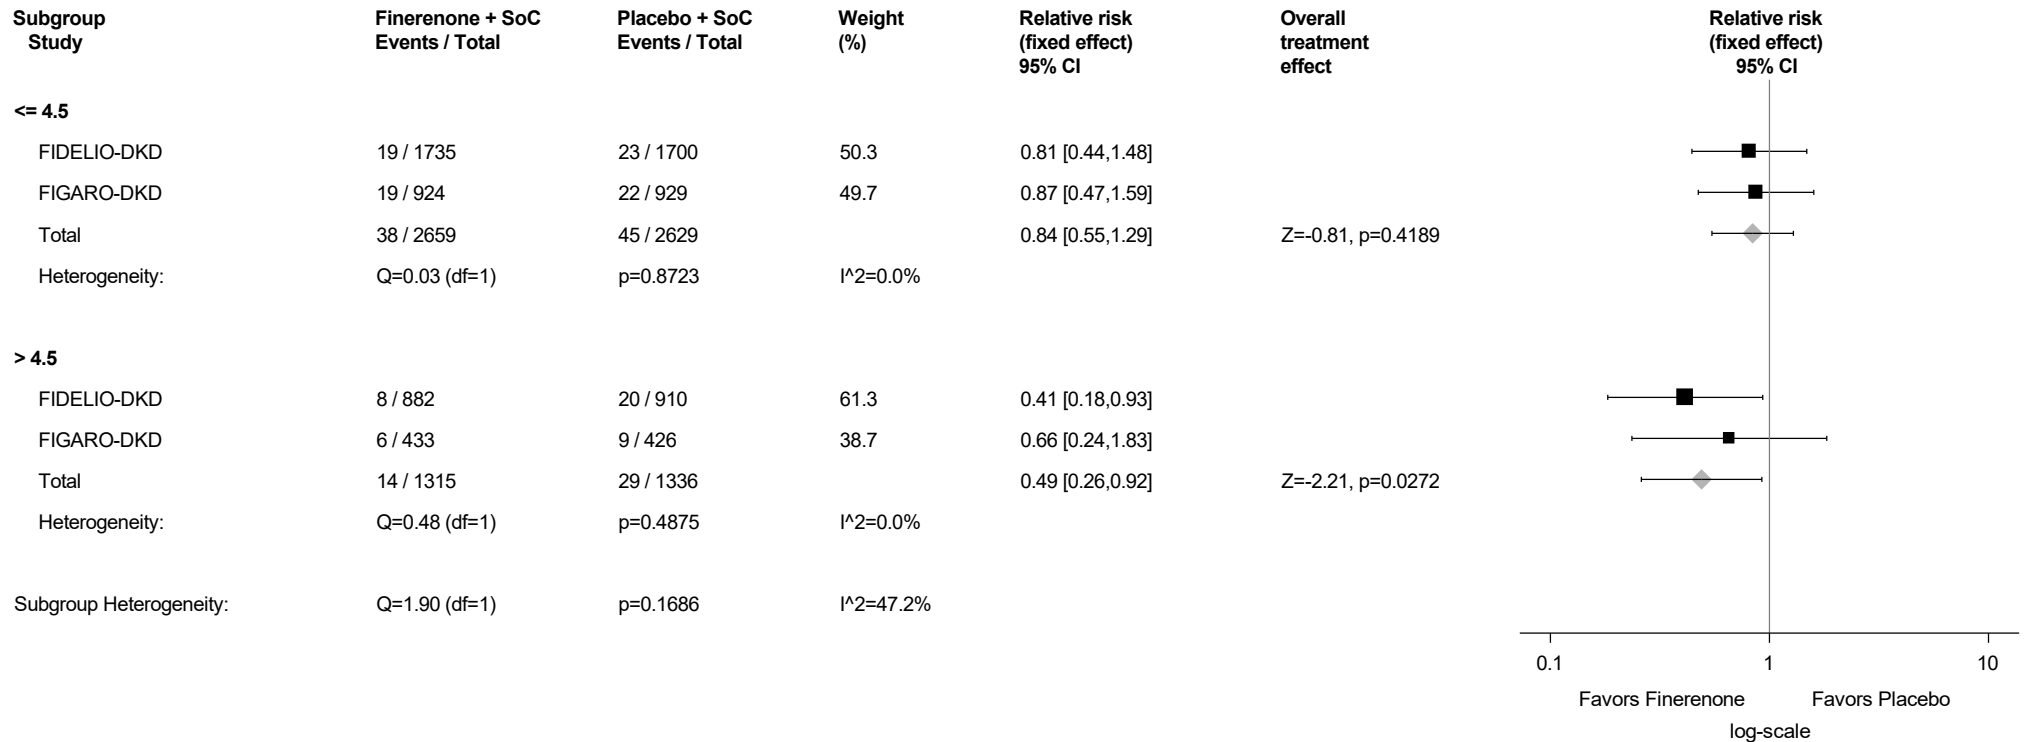 Subgroup Finerenone + SoC Placebo + SoC Weight Relative risk Overall Relative risk
Study Events / Total Events / Total (%) (fixed effect) treatment (fixed effect)
95% CI effect 95% CI
<= 4.5
FIDELIO-DKD 19 / 1735 23 / 1700 50.3 0.81 [0.44,1.48]
FIGARO-DKD 19 / 924 22 / 929 49.7 0.87 [0.47,1.59]
Total 38 / 2659 45 / 2629 0.84 [0.55,1.29] Z=-0.81, p=0.4189
Heterogeneity: Q=0.03 (df=1) p=0.8723 I^2=0.0%
> 4.5
FIDELIO-DKD 8 / 882 20 / 910 61.3 0.41 [0.18,0.93]
FIGARO-DKD 6 / 433 9 / 426 38.7 0.66 [0.24,1.83]
Total 14 / 1315 29 / 1336 0.49 [0.26,0.92] Z=-2.21, p=0.0272
Heterogeneity: Q=0.48 (df=1) p=0.4875 I^2=0.0%
Subgroup Heterogeneity: Q=1.90 (df=1) p=0.1686 I^2=47.2%
0.1 1 10
Favors Finerenone Favors Placebo
log-scale